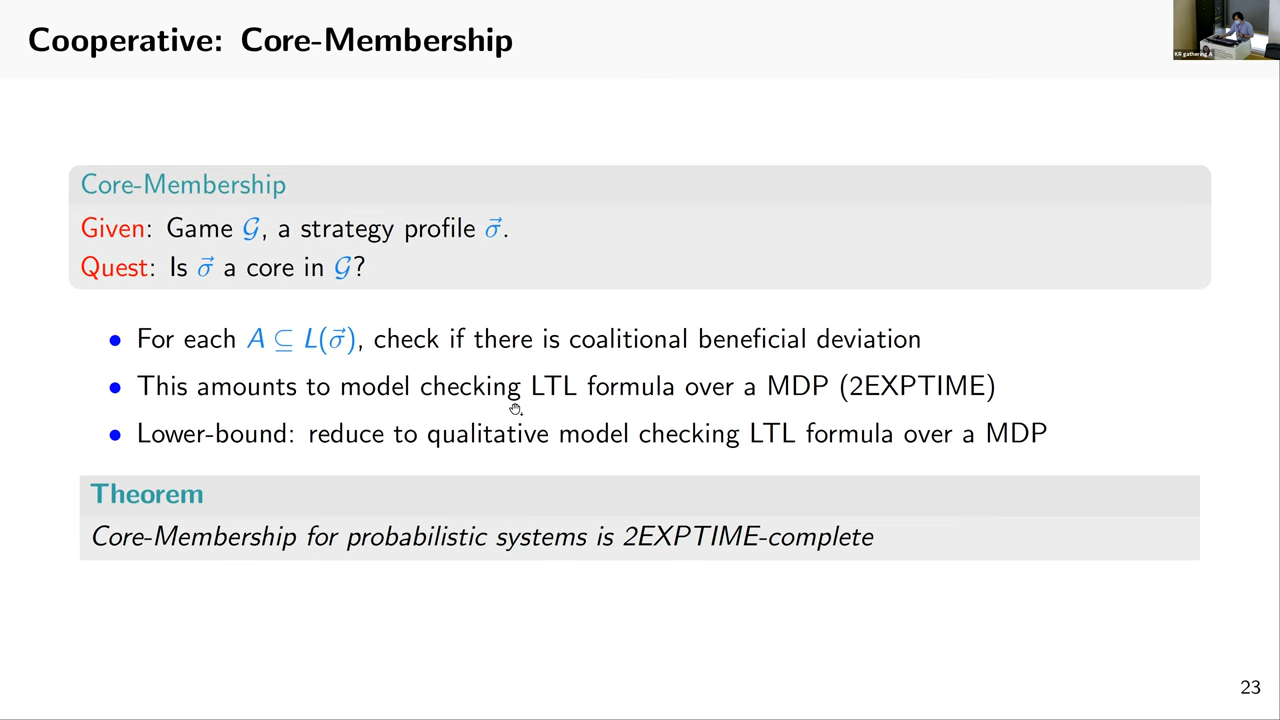 Cooperative: Core-Membership
KR gathering A
Core-Membership
Given: Game 𝒢, a strategy profile σ⃗.
Quest: Is σ⃗ a core in 𝒢?
• For each A ⊆ L(σ⃗), check if there is coalitional beneficial deviation
• This amounts to model checking LTL formula over a MDP (2EXPTIME)
• Lower-bound: reduce to qualitative model checking LTL formula over a MDP
Theorem
Core-Membership for probabilistic systems is 2EXPTIME-complete
23